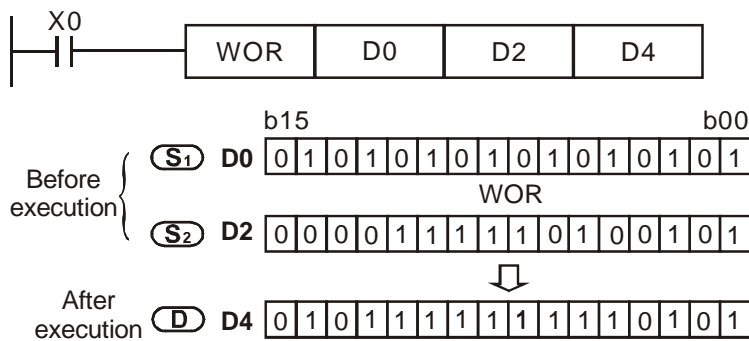 X0
WOR D0 D2 D4
b15 b00
S1 D0 0 1 0 1 0 1 0 1 0 1 0 1 0 1 0 1
Before
execution
WOR
S2 D2 0 0 0 0 1 1 1 1 1 0 1 0 0 1 0 1
After
execution
D D4 0 1 0 1 1 1 1 1 1 1 1 1 0 1 0 1